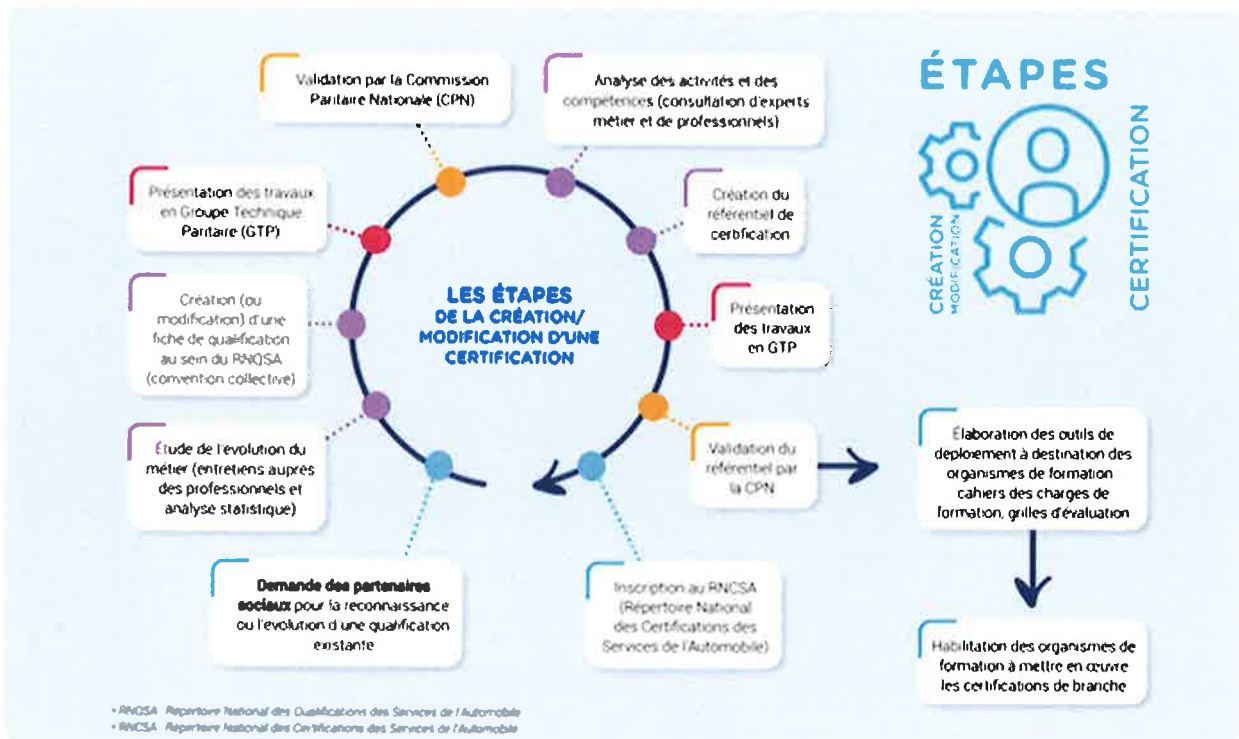 ÉTAPES
CRÉATION
MODIFICATION
CERTIFICATION
LES ÉTAPES
DE LA CRÉATION/
MODIFICATION D'UNE
CERTIFICATION
Demande des partenaires
sociaux pour la reconnaissance
ou l'évolution d'une qualification
existante
Étude de l'évolution du
métier (entretiens auprès
des professionnels et
analyse statistique)
Création (ou
modification) d'une
fiche de qualification
au sein du RNQSA
(convention collective)
Présentation des travaux
en Groupe Technique
Paritaire (GTP)
Validation par la Commission
Paritaire Nationale (CPN)
Analyse des activités et des
compétences (consultation d'experts
métier et de professionnels)
Création du
référentiel de
certification
Présentation
des travaux
en GTP
Validation du
référentiel par
la CPN
Inscription au RNCSA
(Répertoire National
des Certifications des
Services de l'Automobile)
Élaboration des outils de
déploiement à destination des
organismes de formation
cahiers des charges de
formation, grilles d'évaluation
Habilitation des organismes de
formation à mettre en œuvre
les certifications de branche
• RNQSA Répertoire National des Qualifications des Services de l'Automobile
• RNCSA Répertoire National des Certifications des Services de l'Automobile